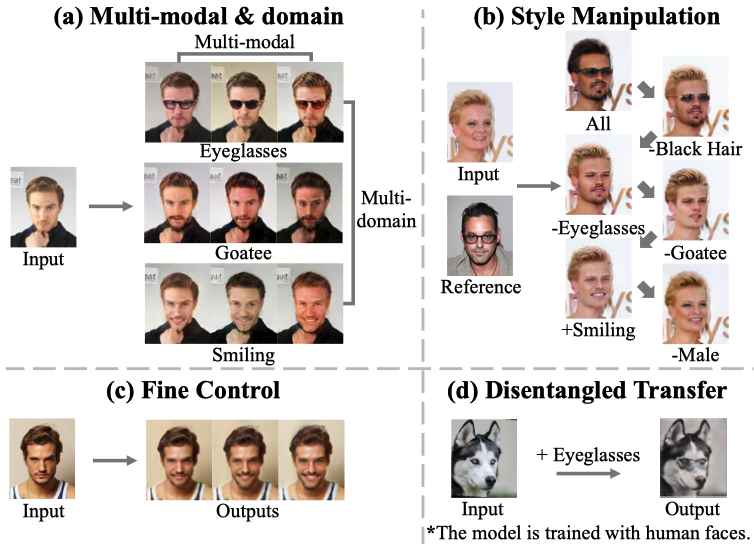 (a) Multi-modal & domain
Multi-modal
Eyeglasses
Input
Goatee
Multi-
domain
Smiling
(b) Style Manipulation
Input
Reference
All
-Black Hair
-Eyeglasses
-Goatee
+Smiling
-Male
(c) Fine Control
Input
Outputs
(d) Disentangled Transfer
+ Eyeglasses
Input
Output
*The model is trained with human faces.